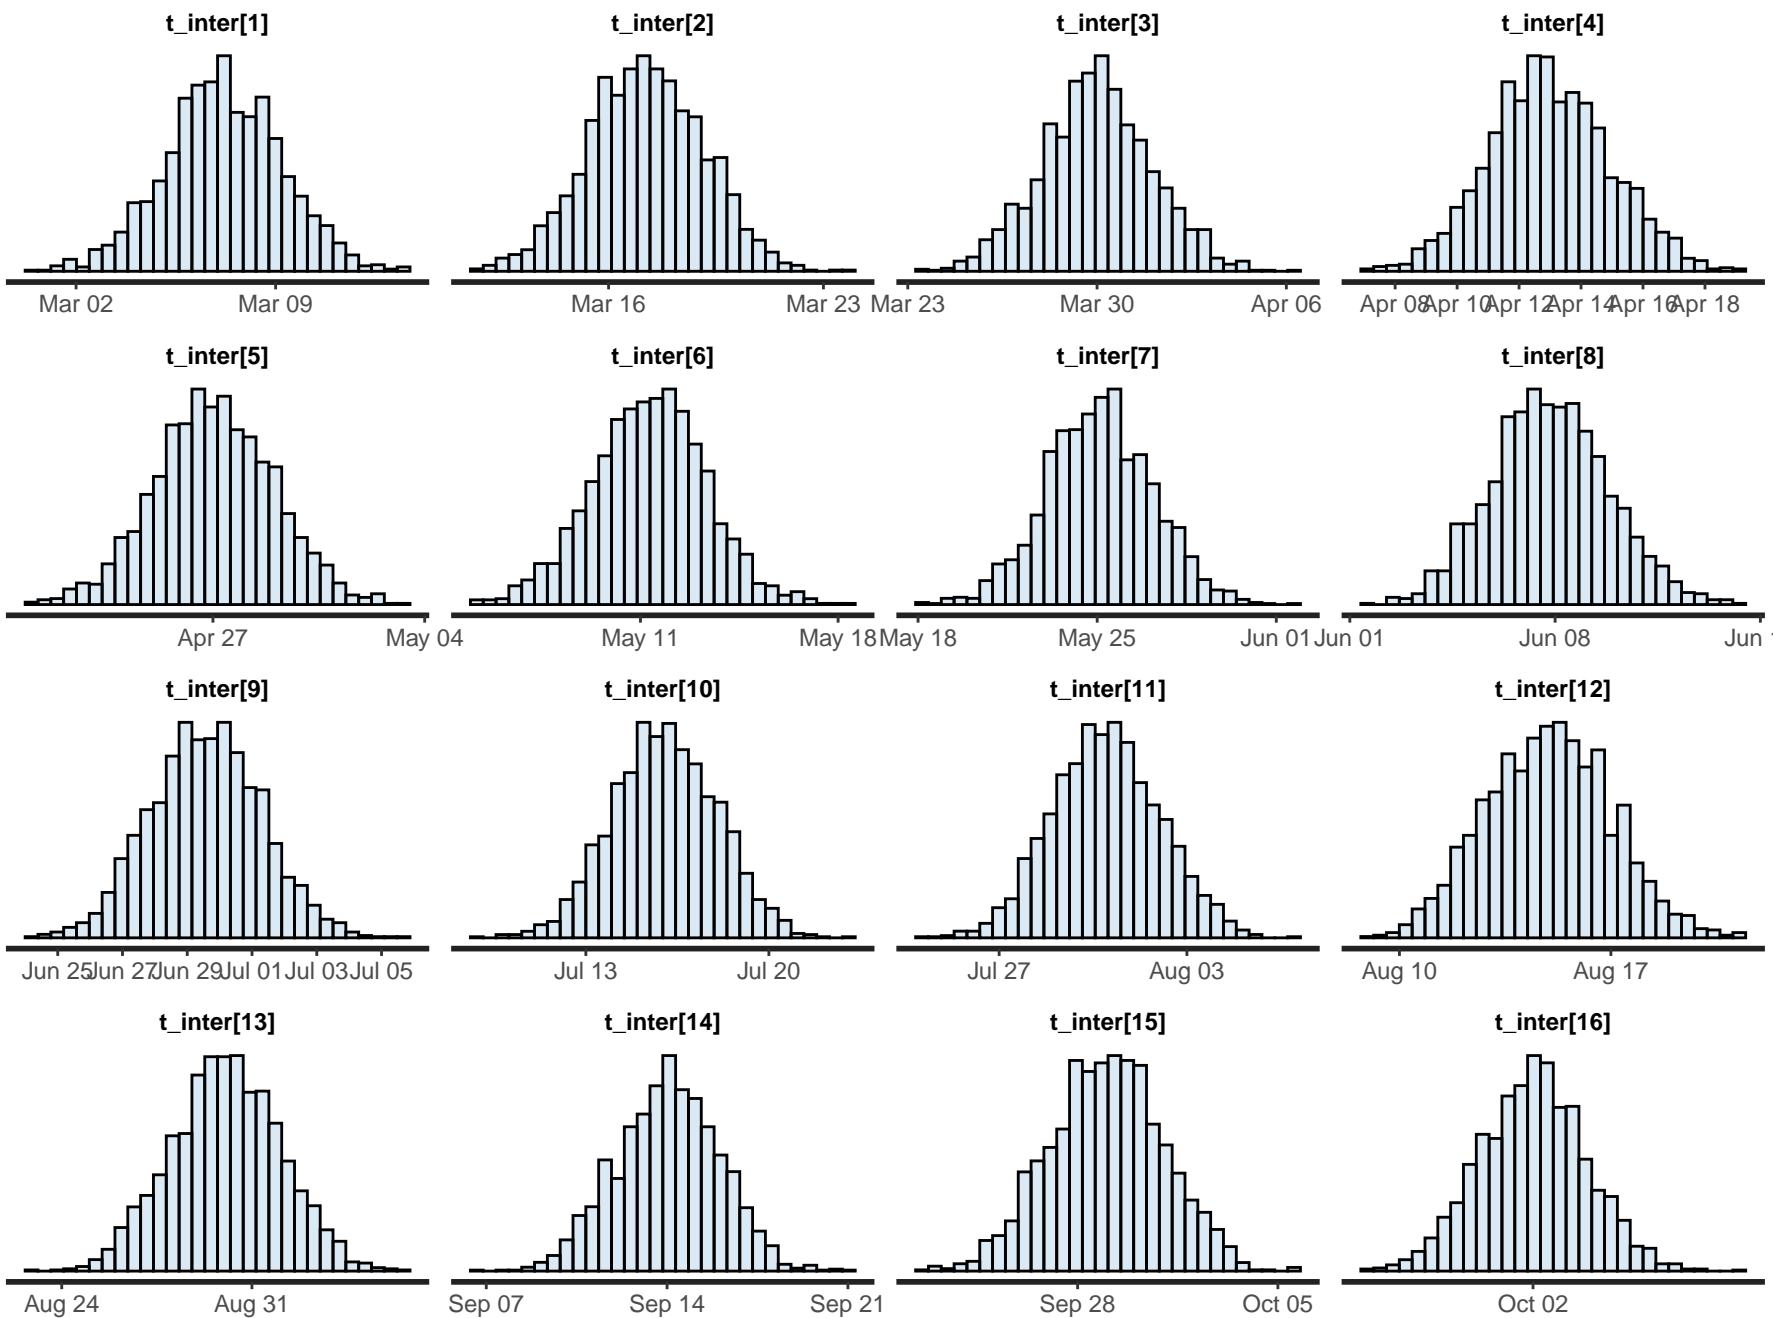 t_inter[1] t_inter[2] t_inter[3] t_inter[4]
Mar 02 Mar 09 Mar 16 Mar 23 Mar 23 Mar 30 Apr 06 Apr 08 Apr 10 Apr 12 Apr 14 Apr 16 Apr 18
t_inter[5] t_inter[6] t_inter[7] t_inter[8]
Apr 27 May 04 May 11 May 18 May 18 May 25 Jun 01 Jun 01 Jun 08 Jun
t_inter[9] t_inter[10] t_inter[11] t_inter[12]
Jun 25 Jun 27 Jun 29 Jul 01 Jul 03 Jul 05 Jul 13 Jul 20 Jul 27 Aug 03 Aug 10 Aug 17
t_inter[13] t_inter[14] t_inter[15] t_inter[16]
Aug 24 Aug 31 Sep 07 Sep 14 Sep 21 Sep 28 Oct 05 Oct 02